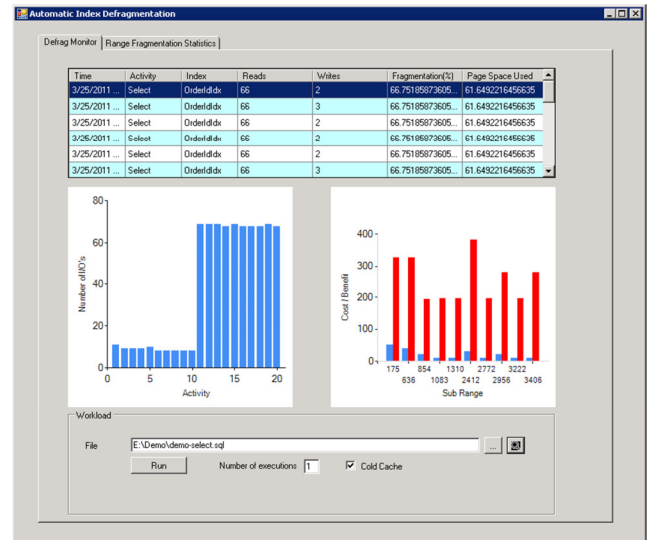 Automatic Index Defragmentation
Defrag Monitor Range Fragmentation Statistics
Time Activity Index Reads Writes Fragmentation(%) Page Space Used
3/25/2011 ... Select OrderIdIdx 66 2 66.75185873605... 61.6492216456635
3/25/2011 ... Select OrderIdIdx 66 3 66.75185873605... 61.6492216456635
3/25/2011 ... Select OrderIdIdx 66 2 66.75185873605... 61.6492216456635
3/25/2011 ... Select OrderIdIdx 66 2 66.75185873605... 61.6492216456635
3/25/2011 ... Select OrderIdIdx 66 2 66.75185873605... 61.6492216456635
3/25/2011 ... Select OrderIdIdx 66 3 66.75185873605... 61.6492216456635
80
60
40
20
0
Number of I/O's
0 5 10 15 20
Activity
400
300
200
100
0
Cost / Benefit
175 854 1310 2772 3222
636 1083 2412 2956 3406
Sub Range
Workload
File E:\Demo\demo-select.sql ...
Run Number of executions 1 Cold Cache